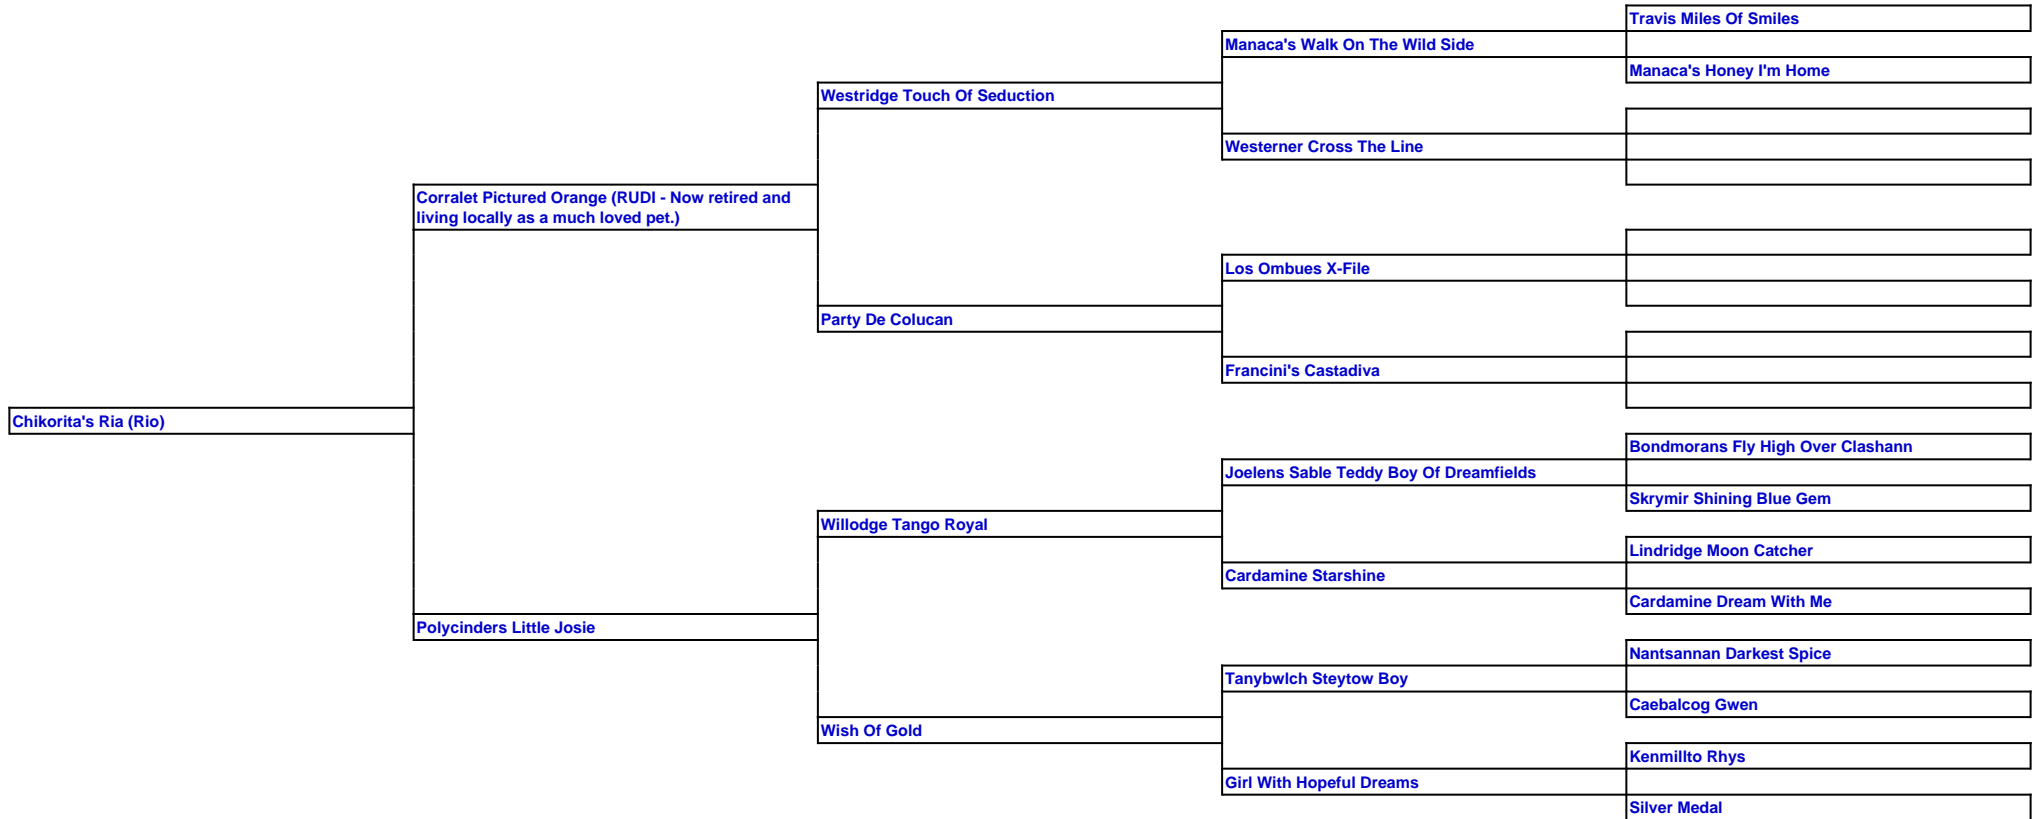 Travis Miles Of Smiles
Manaca's Walk On The Wild Side
Manaca's Honey I'm Home
Westridge Touch Of Seduction
Westerner Cross The Line
Corralet Pictured Orange (RUDI - Now retired and
living locally as a much loved pet.)
Los Ombues X-File
Party De Colucan
Francini's Castadiva
Chikorita's Ria (Rio)
Bondmorans Fly High Over Clashann
Joelens Sable Teddy Boy Of Dreamfields
Skrymir Shining Blue Gem
Willodge Tango Royal
Lindridge Moon Catcher
Cardamine Starshine
Cardamine Dream With Me
Polycinders Little Josie
Nantsannan Darkest Spice
Tanybwlch Steytow Boy
Caebalcog Gwen
Wish Of Gold
Kenmillto Rhys
Girl With Hopeful Dreams
Silver Medal